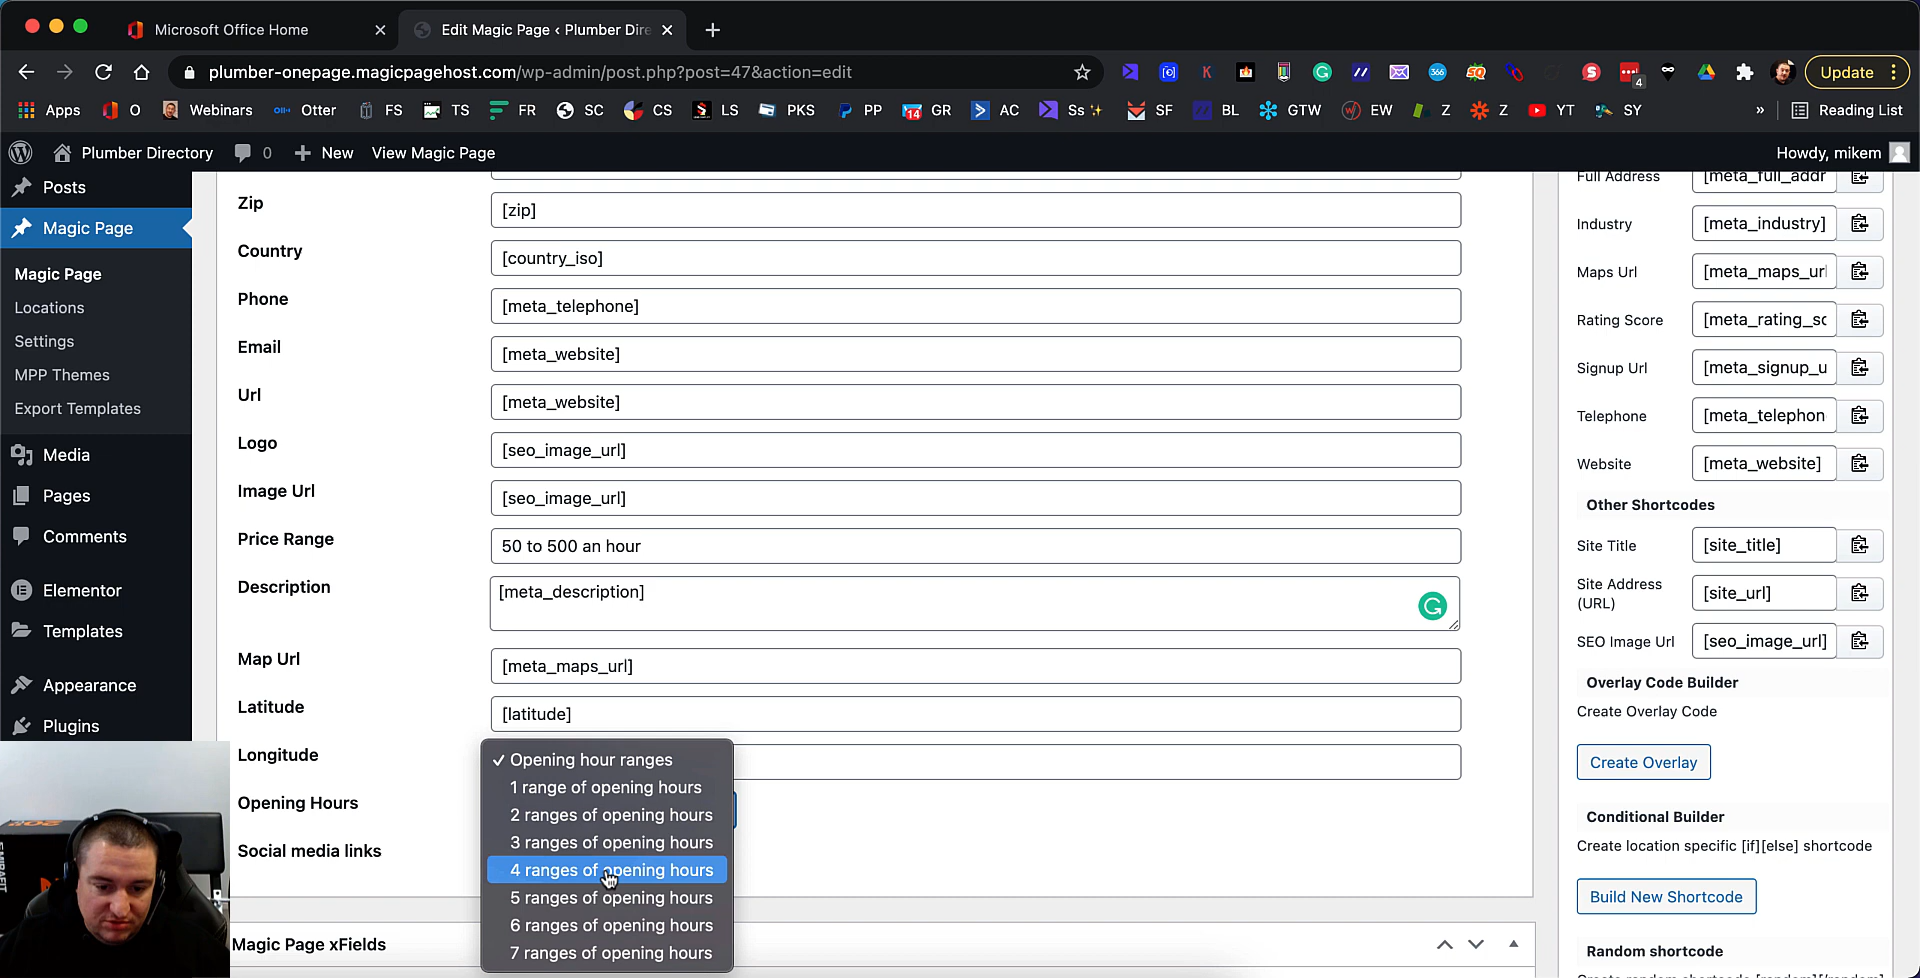 Microsoft Office Home
Edit Magic Page ‹ Plumber Dire
plumber-onepage.magicpagehost.com/wp-admin/post.php?post=47&action=edit
Update
Apps
O
Webinars
Otter
FS
TS
FR
SC
CS
LS
PKS
PP
14
GR
AC
Ss
SF
BL
GTW
EW
Z
Z
YT
SY
»
Reading List
Plumber Directory
0
New
View Magic Page
Howdy, mikem
Posts
Magic Page
Magic Page
Locations
Settings
MPP Themes
Export Templates
Media
Pages
Comments
Elementor
Templates
Appearance
Plugins
Zip
[zip]
Country
[country_iso]
Phone
[meta_telephone]
Email
[meta_website]
Url
[meta_website]
Logo
[seo_image_url]
Image Url
[seo_image_url]
Price Range
50 to 500 an hour
Description
[meta_description]
Map Url
[meta_maps_url]
Latitude
[latitude]
Longitude
Opening Hours
Social media links
✓ Opening hour ranges
1 range of opening hours
2 ranges of opening hours
3 ranges of opening hours
4 ranges of opening hours
5 ranges of opening hours
6 ranges of opening hours
7 ranges of opening hours
Magic Page xFields
Full Address
[meta_full_addr
Industry
[meta_industry]
Maps Url
[meta_maps_url
Rating Score
[meta_rating_sc
Signup Url
[meta_signup_u
Telephone
[meta_telephon
Website
[meta_website]
Other Shortcodes
Site Title
[site_title]
Site Address
(URL)
[site_url]
SEO Image Url
[seo_image_url]
Overlay Code Builder
Create Overlay Code
Create Overlay
Conditional Builder
Create location specific [if][else] shortcode
Build New Shortcode
Random shortcode